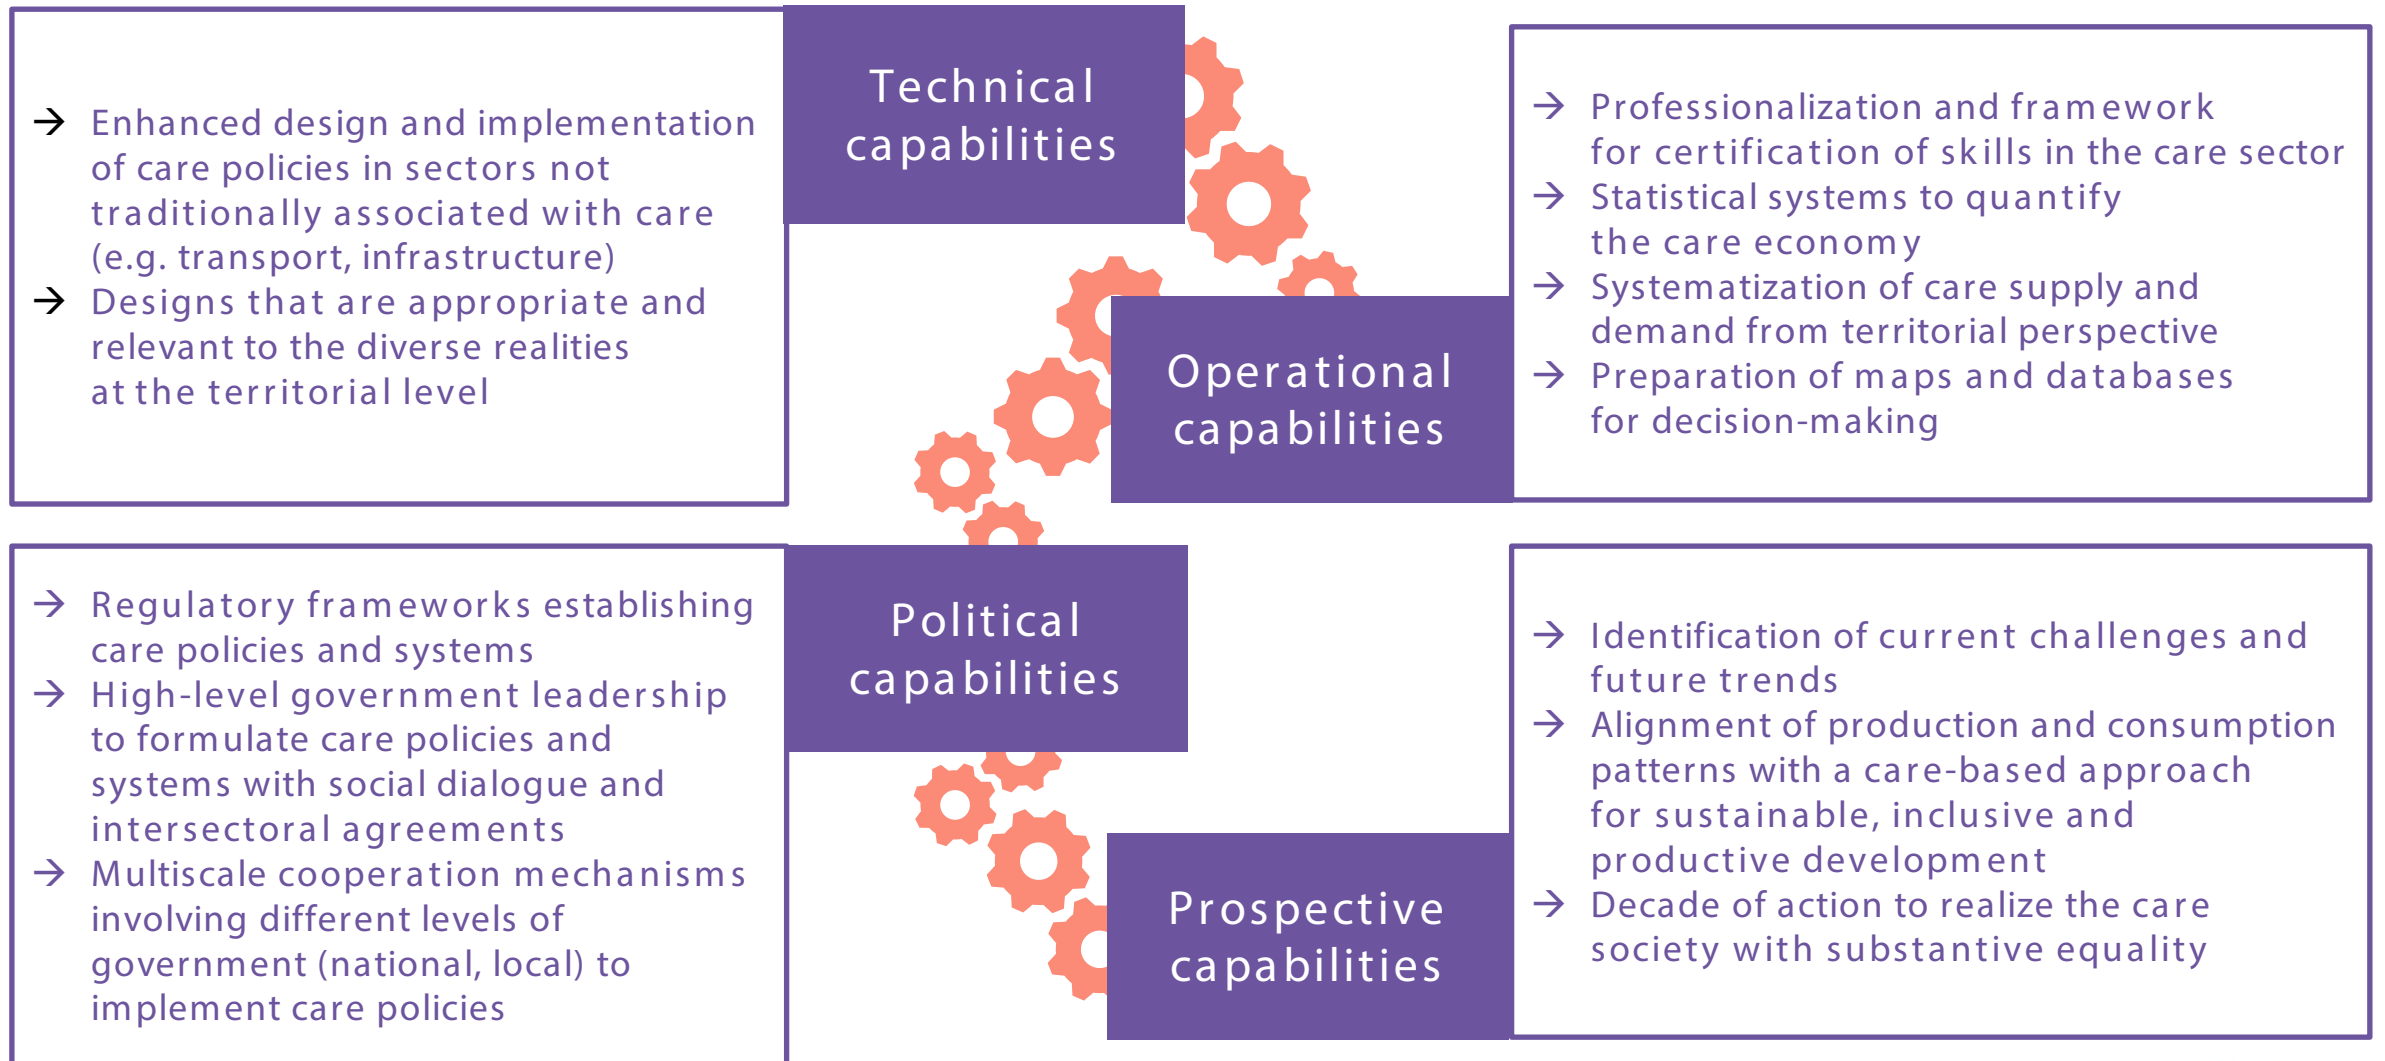 Technical
capabilities
→ Enhanced design and implementation
of care policies in sectors not
traditionally associated with care
(e.g. transport, infrastructure)
→ Designs that are appropriate and
relevant to the diverse realities
at the territorial level
Operational
capabilities
→ Professionalization and framework
for certification of skills in the care sector
→ Statistical systems to quantify
the care economy
→ Systematization of care supply and
demand from territorial perspective
→ Preparation of maps and databases
for decision-making
Political
capabilities
→ Regulatory frameworks establishing
care policies and systems
→ High-level government leadership
to formulate care policies and
systems with social dialogue and
intersectoral agreements
→ Multiscale cooperation mechanisms
involving different levels of
government (national, local) to
implement care policies
Prospective
capabilities
→ Identification of current challenges and
future trends
→ Alignment of production and consumption
patterns with a care-based approach
for sustainable, inclusive and
productive development
→ Decade of action to realize the care
society with substantive equality